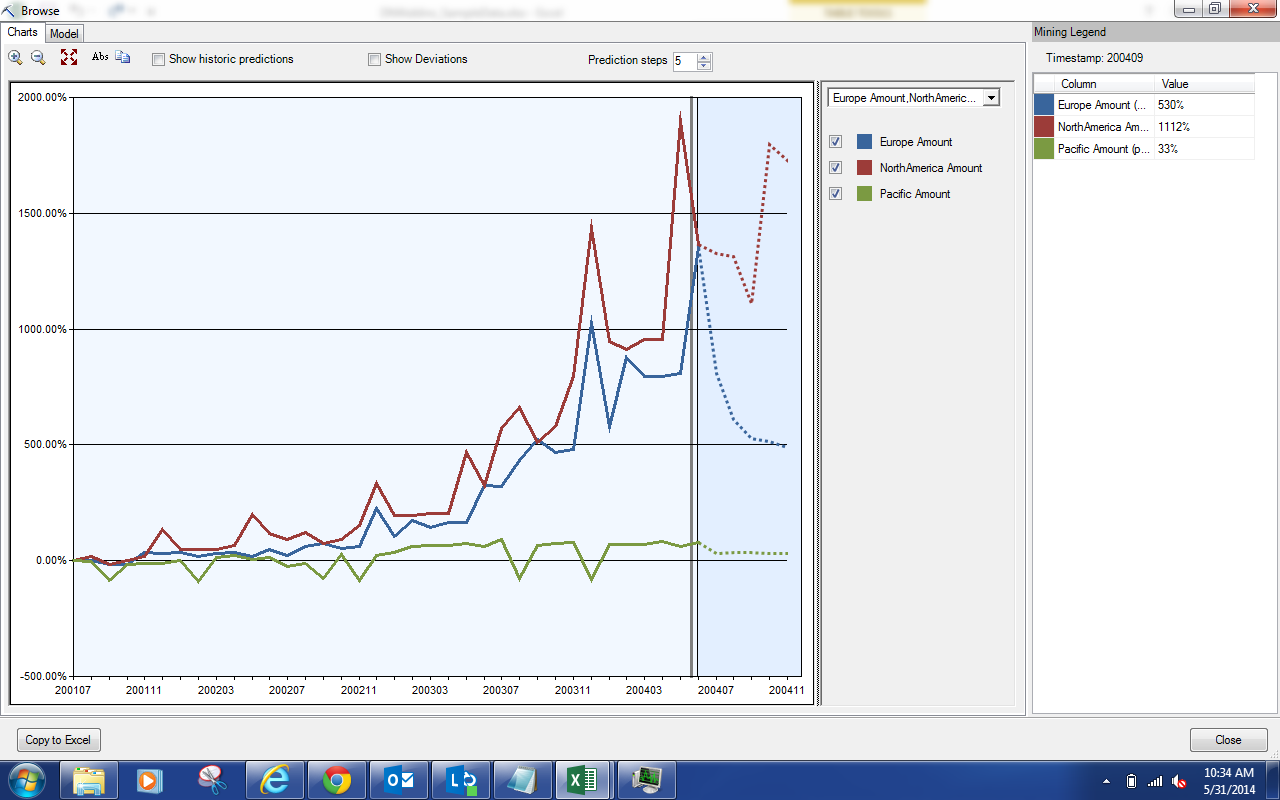 Browse
Charts
Model
Mining Legend
Abs
Show historic predictions
Show Deviations
Prediction steps
5
Timestamp: 200409
Column Value
Europe Amount (... 530%
NorthAmerica Am... 1112%
Pacific Amount (p... 33%
Europe Amount,NorthAmeric...
Europe Amount
NorthAmerica Amount
Pacific Amount
2000.00%
1500.00%
1000.00%
500.00%
0.00%
-500.00%
200107 200111 200203 200207 200211 200303 200307 200311 200403 200407 200411
Copy to Excel
Close
10:34 AM
5/31/2014